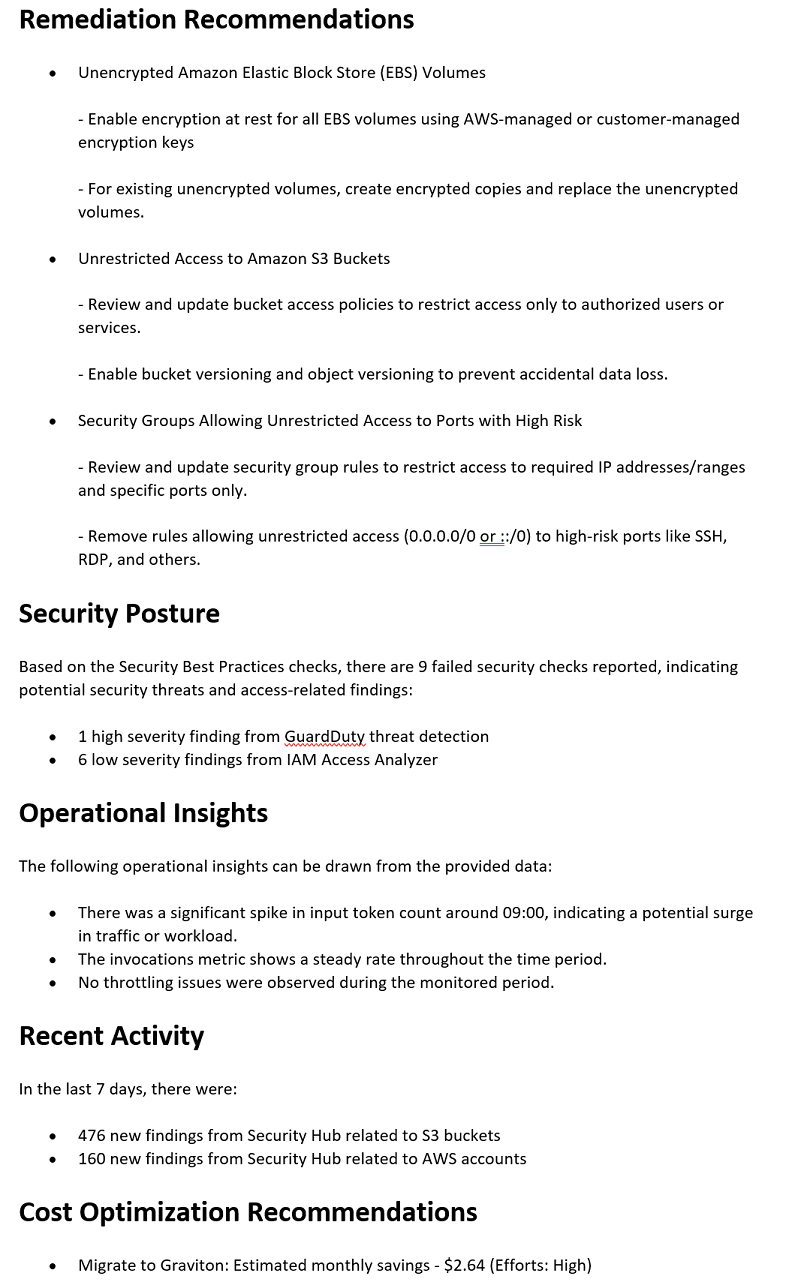 Remediation Recommendations
• Unencrypted Amazon Elastic Block Store (EBS) Volumes
- Enable encryption at rest for all EBS volumes using AWS-managed or customer-managed
encryption keys
- For existing unencrypted volumes, create encrypted copies and replace the unencrypted
volumes.
• Unrestricted Access to Amazon S3 Buckets
- Review and update bucket access policies to restrict access only to authorized users or
services.
- Enable bucket versioning and object versioning to prevent accidental data loss.
• Security Groups Allowing Unrestricted Access to Ports with High Risk
- Review and update security group rules to restrict access to required IP addresses/ranges
and specific ports only.
- Remove rules allowing unrestricted access (0.0.0.0/0 or ::/0) to high-risk ports like SSH,
RDP, and others.
Security Posture
Based on the Security Best Practices checks, there are 9 failed security checks reported, indicating
potential security threats and access-related findings:
• 1 high severity finding from GuardDuty threat detection
• 6 low severity findings from IAM Access Analyzer
Operational Insights
The following operational insights can be drawn from the provided data:
• There was a significant spike in input token count around 09:00, indicating a potential surge
in traffic or workload.
• The invocations metric shows a steady rate throughout the time period.
• No throttling issues were observed during the monitored period.
Recent Activity
In the last 7 days, there were:
• 476 new findings from Security Hub related to S3 buckets
• 160 new findings from Security Hub related to AWS accounts
Cost Optimization Recommendations
• Migrate to Graviton: Estimated monthly savings - $2.64 (Efforts: High)